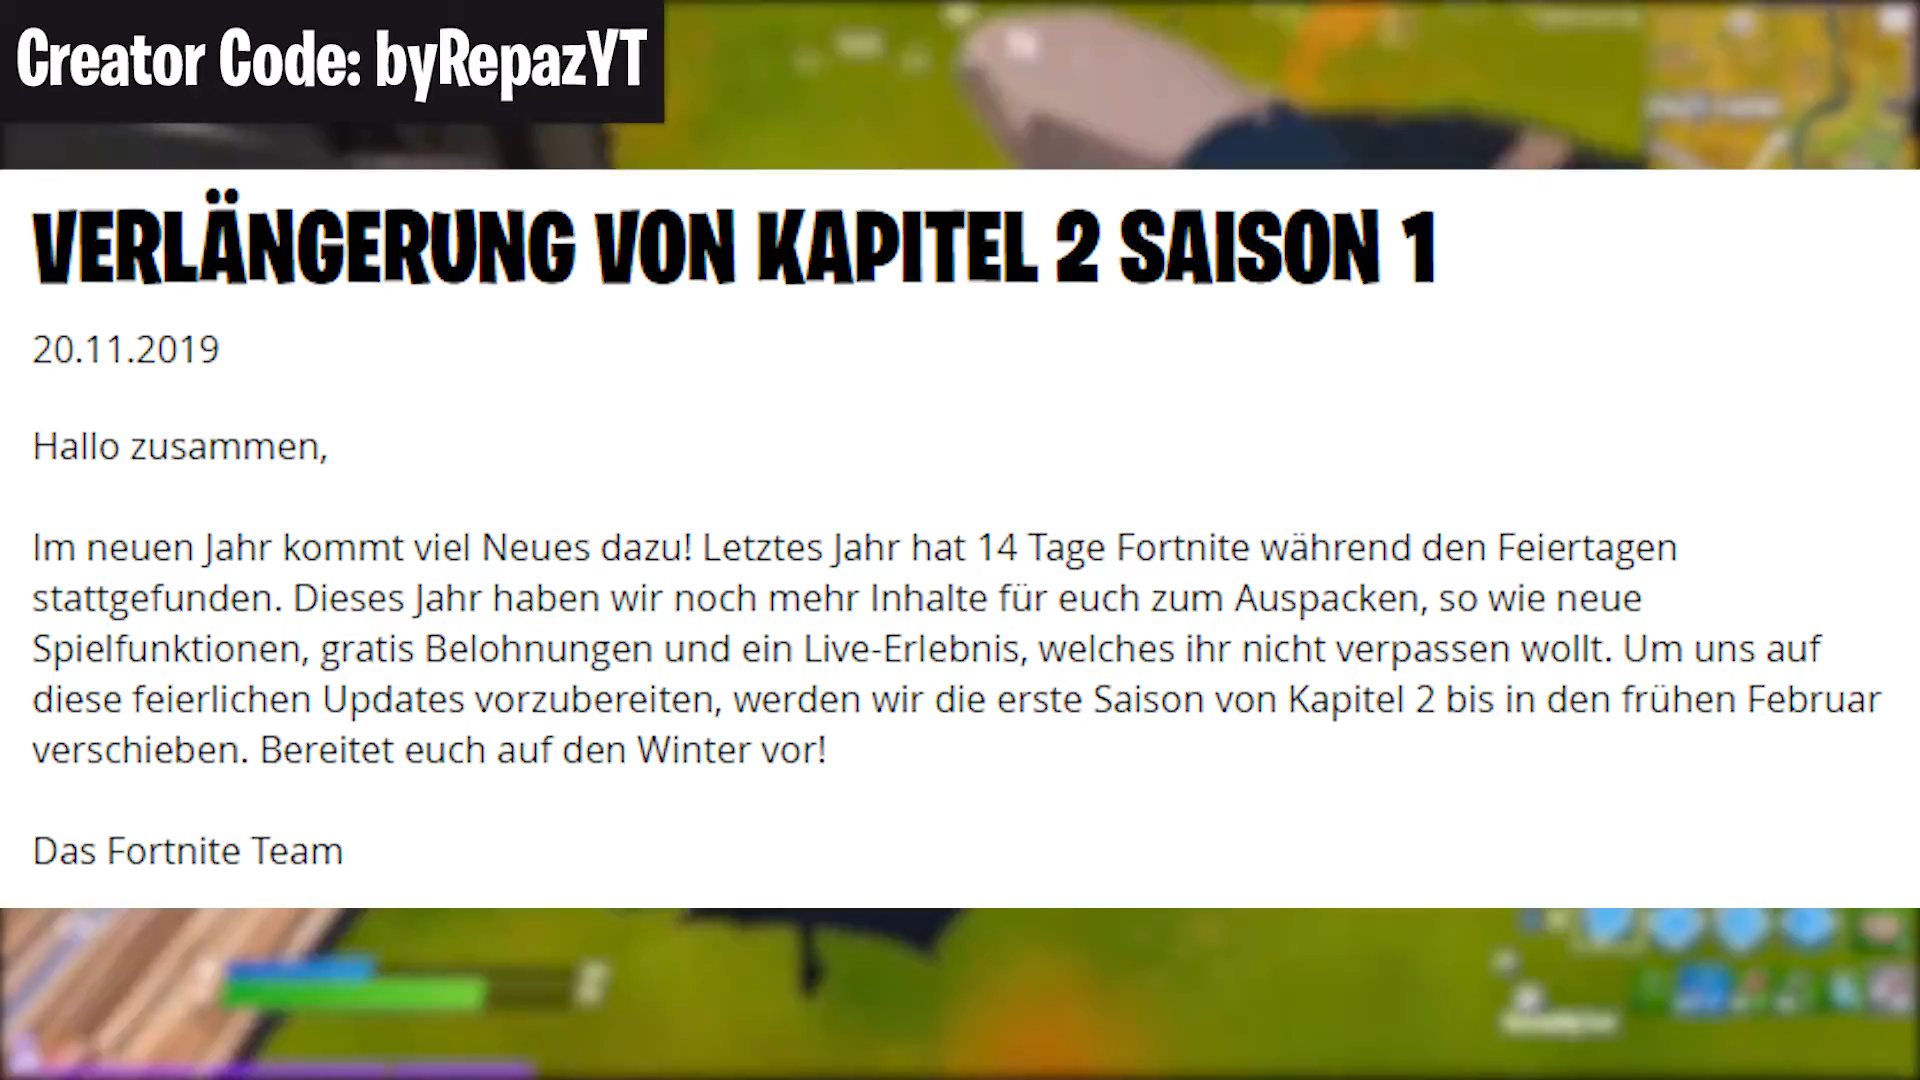 Creator Code: byRepazYT
VERLÄNGERUNG VON KAPITEL 2 SAISON 1
20.11.2019
Hallo zusammen,
Im neuen Jahr kommt viel Neues dazu! Letztes Jahr hat 14 Tage Fortnite während den Feiertagen
stattgefunden. Dieses Jahr haben wir noch mehr Inhalte für euch zum Auspacken, so wie neue
Spielfunktionen, gratis Belohnungen und ein Live-Erlebnis, welches ihr nicht verpassen wollt. Um uns auf
diese feierlichen Updates vorzubereiten, werden wir die erste Saison von Kapitel 2 bis in den frühen Februar
verschieben. Bereitet euch auf den Winter vor!
Das Fortnite Team